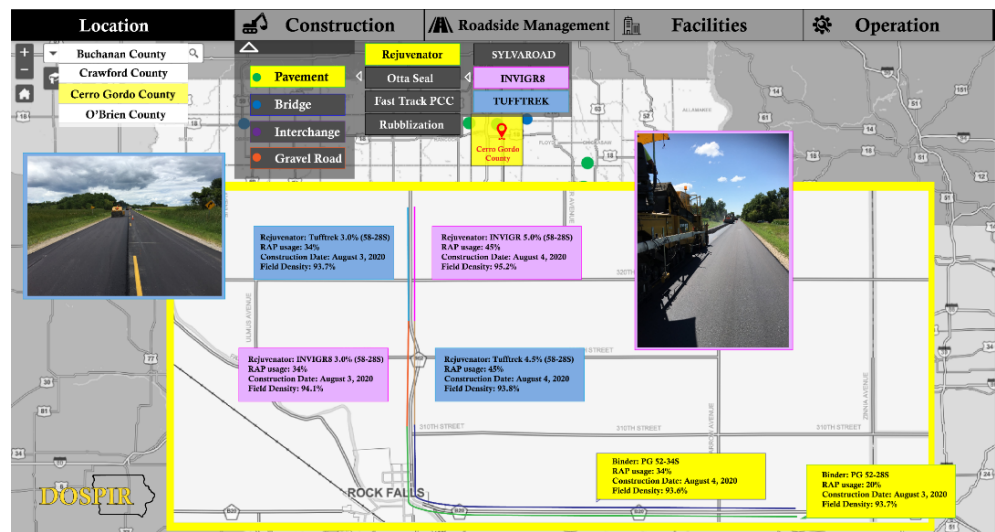 Location
Construction
Roadside Management
Facilities
Operation
Buchanan County
Crawford County
Cerro Gordo County
O'Brien County
Pavement
Bridge
Interchange
Gravel Road
Rejuvenator
Otta Seal
Fast Track PCC
Rubblization
SYLVAROAD
INVIGR8
TUFFTREK
Cerro Gordo
County
Rejuvenator: Tufftrek 3.0% (58-28S)
RAP usage: 34%
Construction Date: August 3, 2020
Field Density: 93.7%
Rejuvenator: INVIGR 5.0% (58-28S)
RAP usage: 45%
Construction Date: August 4, 2020
Field Density: 95.2%
320TH STREET
ULMUS AVENUE
Rejuvenator: INVIGR8 3.0% (58-28S)
RAP usage: 34%
Construction Date: August 3, 2020
Field Density: 94.1%
Rejuvenator: Tufftrek 4.5% (58-28S)
RAP usage: 45%
Construction Date: August 4, 2020
Field Density: 93.8%
STREET
ZINNIA AVENUE
310TH STREET
310TH STREET
310TH STREET
Binder: PG 52-34S
RAP usage: 34%
Construction Date: August 4, 2020
Field Density: 93.6%
Binder: PG 52-28S
RAP usage: 20%
Construction Date: August 3, 2020
Field Density: 93.7%
ROCK FALLS
DOSPIR